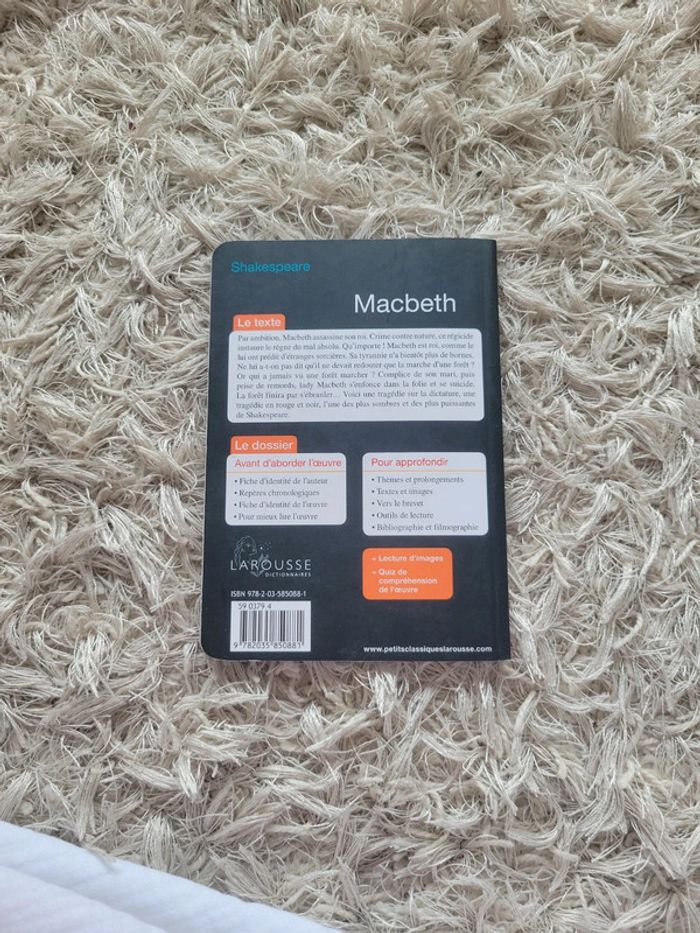 Shakespeare
Macbeth
Le texte
Par ambition, Macbeth assassine son roi. Crime contre nature, ce régicide
instaure le règne du mal absolu. Qu'importe ! Macbeth est roi, comme le
lui ont prédit d'étranges sorcières. Sa tyrannie n'a bientôt plus de bornes.
Ne lui a-t-on pas dit qu'il ne devait redouter que la marche d'une forêt ?
Or qui a jamais vu une forêt marcher ? Complice de son mari, puis
prise de remords, lady Macbeth s'enfonce dans la folie et se suicide.
La forêt finira par s'ébranler… Voici une tragédie sur la dictature, une
tragédie en rouge et noir, l'une des plus sombres et des plus puissantes
de Shakespeare.
Le dossier
Avant d'aborder l'œuvre
• Fiche d'identité de l'auteur
• Repères chronologiques
• Fiche d'identité de l'œuvre
• Pour mieux lire l'œuvre
Pour approfondir
• Thèmes et prolongements
• Textes et images
• Vers le brevet
• Outils de lecture
• Bibliographie et filmographie
+ Lecture d'images
+ Quiz de
compréhension
de l'œuvre
LAROUSSE
DICTIONNAIRES
ISBN 978-2-03-585088-1
59 0379 4
9 782035 850881
www.petitsclassiqueslarousse.com